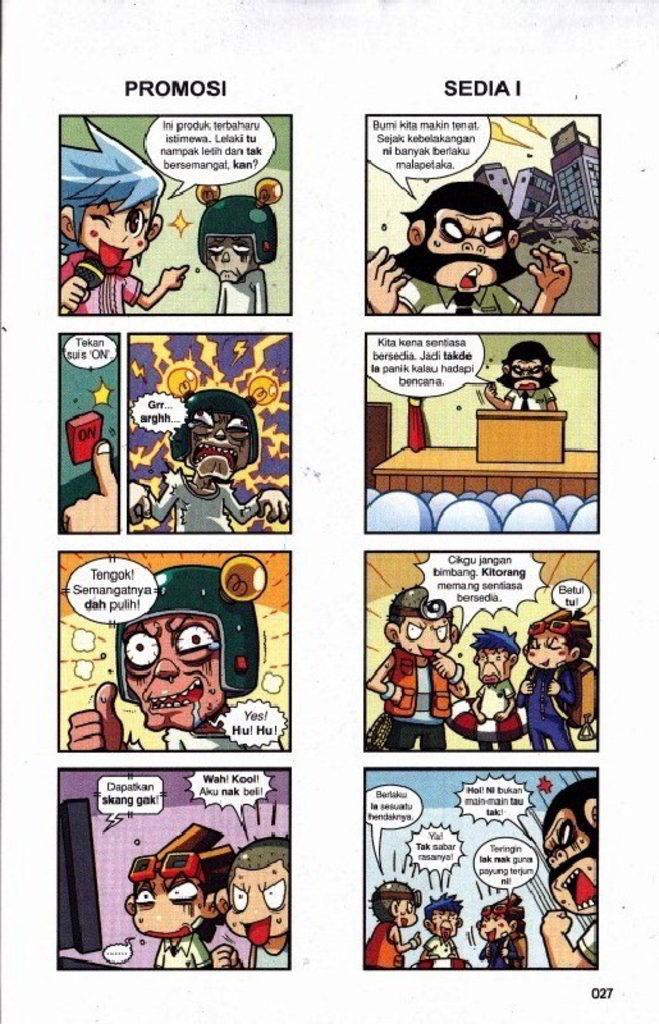 PROMOSI
Ini produk terbaharu
istimewa. Lelaki tu
nampak letih dan tak
bersemangat, kan?
Tekan
suis 'ON'.
ON
Grr...
arghh....
Tengok!
Semangatnya
dah pulih!
Yes!
Hu! Hu!
Dapatkan
skang gak!
Wah! Kool!
Aku nak beli!
SEDIA I
Bumi kita makin tenat.
Sejak kebelakangan
ni banyak berlaku
malapetaka.
Kita kena sentiasa
bersedia. Jadi takde
la panik kalau hadapi
bencana.
Cikgu jangan
bimbang. Kitorang
memang sentiasa
bersedia.
Betul
tu!
Berlaku
la sesuatu
hendaknya.
Ya!
Tak sabar
rasanya!
Hoi! Ni bukan
main-main tau
tak!
Teringin
lak nak guna
payung terjun
ni!
027